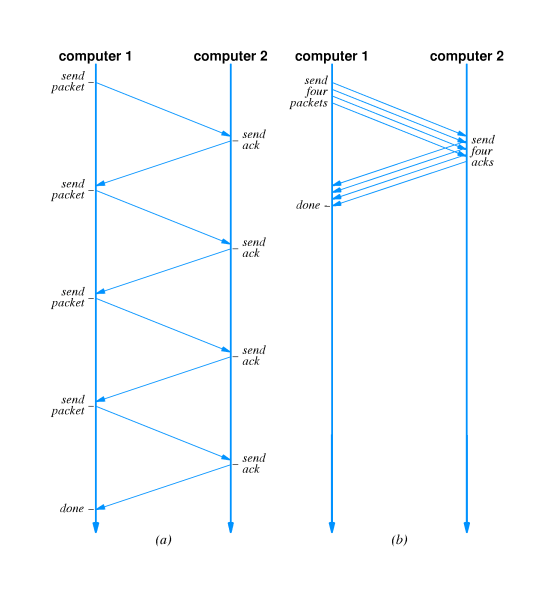 computer 1
computer 2
send
packet
send
ack
send
packet
send
ack
send
packet
send
ack
send
packet
send
ack
done
(a)
computer 1
computer 2
send
four
packets
send
four
acks
done
(b)